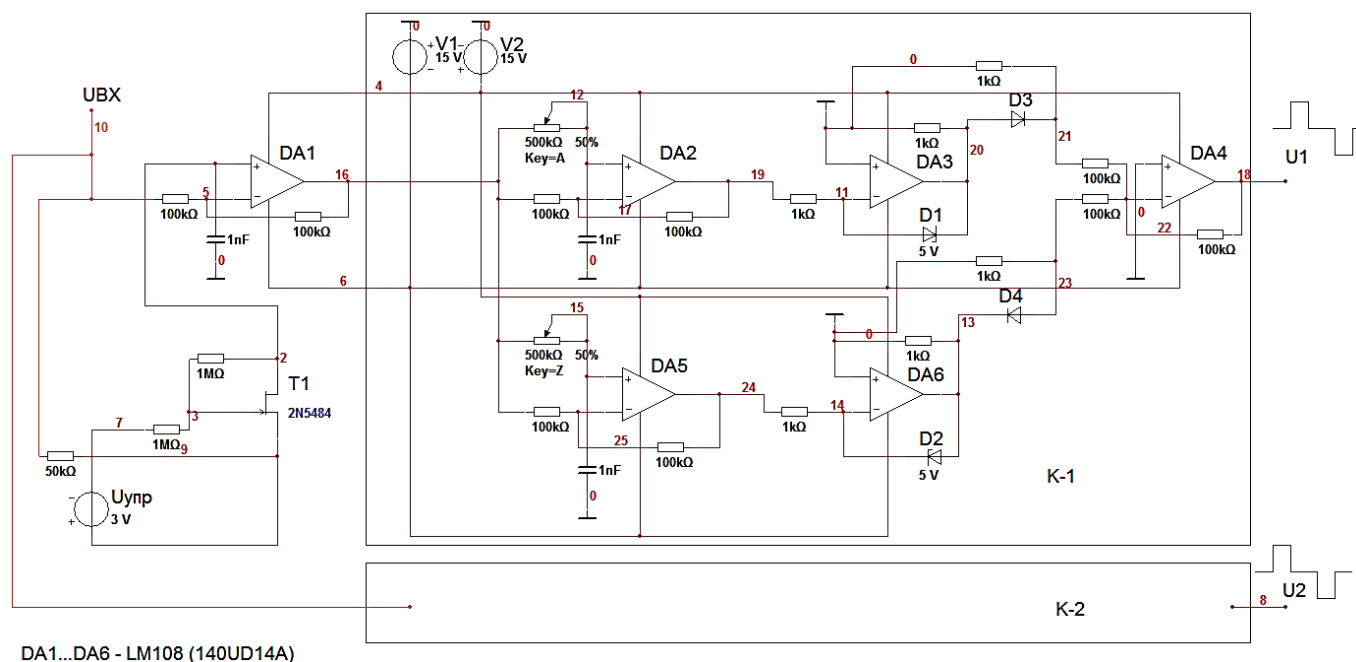 0
0
V1
15 V
V2
15 V
4
UBX
10
0
1kΩ
12
500kΩ 50%
Key=A
DA1
DA2
D3
21
1kΩ
20
DA3
DA4
U1
18
16
19
5
100kΩ
100kΩ
1nF
0
100kΩ
17
100kΩ
1nF
0
1kΩ
11
D1
5 V
100kΩ
100kΩ
0
22
100kΩ
6
1kΩ
23
D4
13
15
500kΩ 50%
Key=Z
DA5
0
1kΩ
DA6
2
1MΩ
T1
2N5484
3
7
1MΩ
9
50kΩ
Uупр
3 V
24
100kΩ
25
100kΩ
1nF
0
1kΩ
14
D2
5 V
K-1
K-2
8
U2
DA1...DA6 - LM108 (140UD14A)